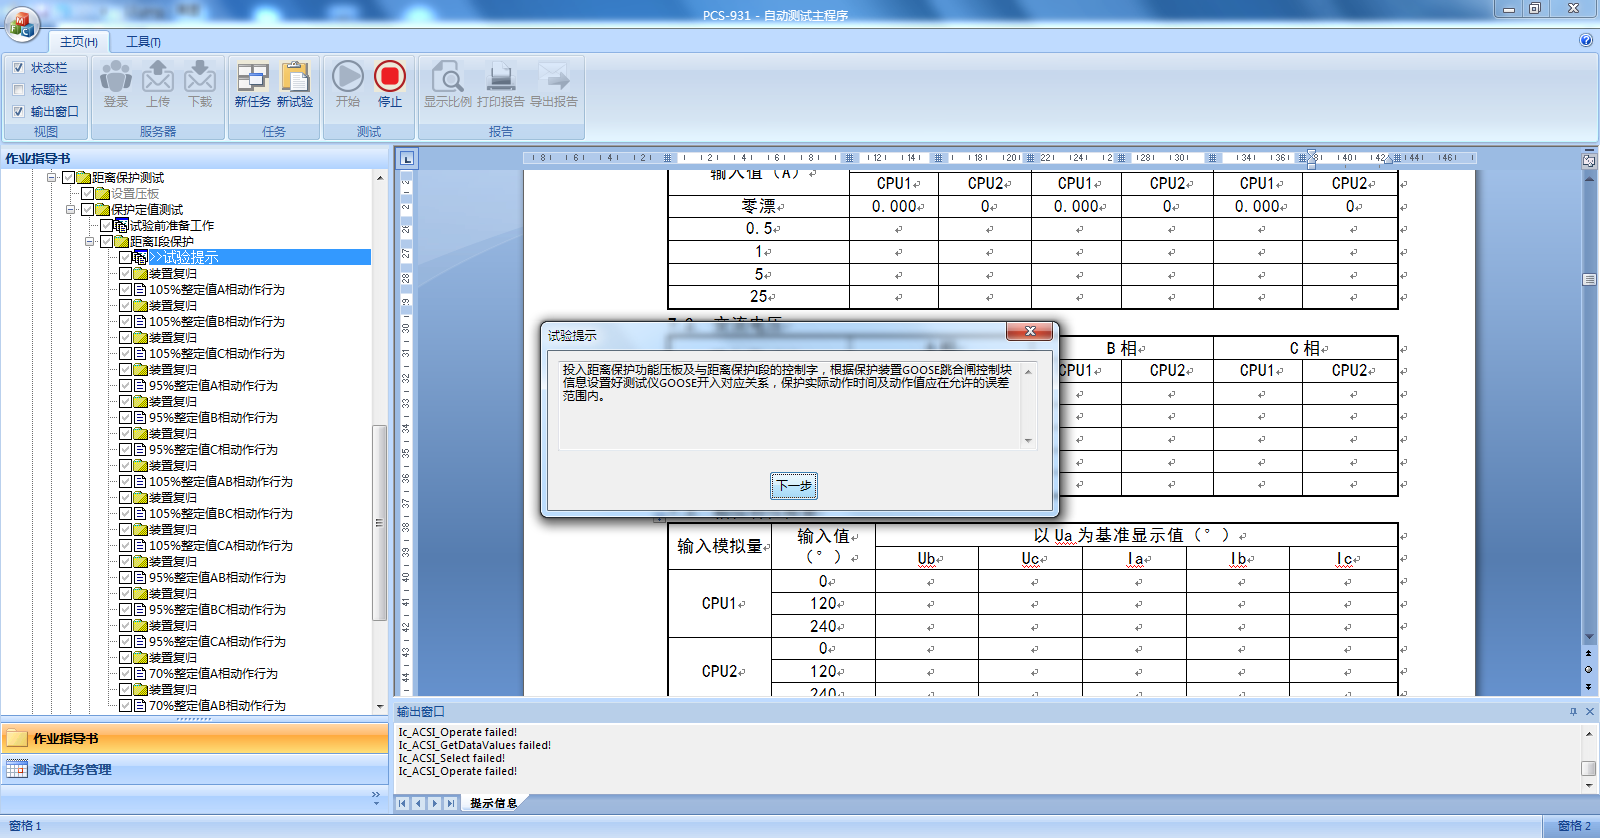 PCS-931 - 自动测试主程序
主页(H)
工具(T)
状态栏
标题栏
输出窗口
视图
登录
上传
下载
服务器
新任务
新试验
任务
开始
停止
测试
显示比例
打印报告
导出报告
报告
作业指导书
距离保护测试
设置压板
保护定值测试
试验前准备工作
距离I段保护
>>试验提示
装置复归
105%整定值A相动作行为
装置复归
105%整定值B相动作行为
装置复归
105%整定值C相动作行为
装置复归
95%整定值A相动作行为
装置复归
95%整定值B相动作行为
装置复归
95%整定值C相动作行为
装置复归
105%整定值AB相动作行为
装置复归
105%整定值BC相动作行为
装置复归
105%整定值CA相动作行为
装置复归
95%整定值AB相动作行为
装置复归
95%整定值BC相动作行为
装置复归
95%整定值CA相动作行为
装置复归
70%整定值A相动作行为
装置复归
70%整定值AB相动作行为
作业指导书
测试任务管理
输入值（A）
CPU1 CPU2 CPU1 CPU2 CPU1 CPU2
零漂 0.000 0 0.000 0 0.000 0
0.5
1
5
25
B 相 C 相
CPU1 CPU2 CPU1 CPU2
试验提示
投入距离保护功能压板及与距离保护I段的控制字，根据保护装置GOOSE跳合闸控制块
信息设置好测试仪GOOSE开入对应关系，保护实际动作时间及动作值应在允许的误差
范围内。
下一步
输入模拟量 输入值（°） 以 Ua 为基准显示值（°）
Ub Uc Ia Ib Ic
CPU1
0
120
240
CPU2
0
120
240
输出窗口
Ic_ACSI_Operate failed!
Ic_ACSI_GetDataValues failed!
Ic_ACSI_Select failed!
Ic_ACSI_Operate failed!
提示信息
窗格 1
窗格 2